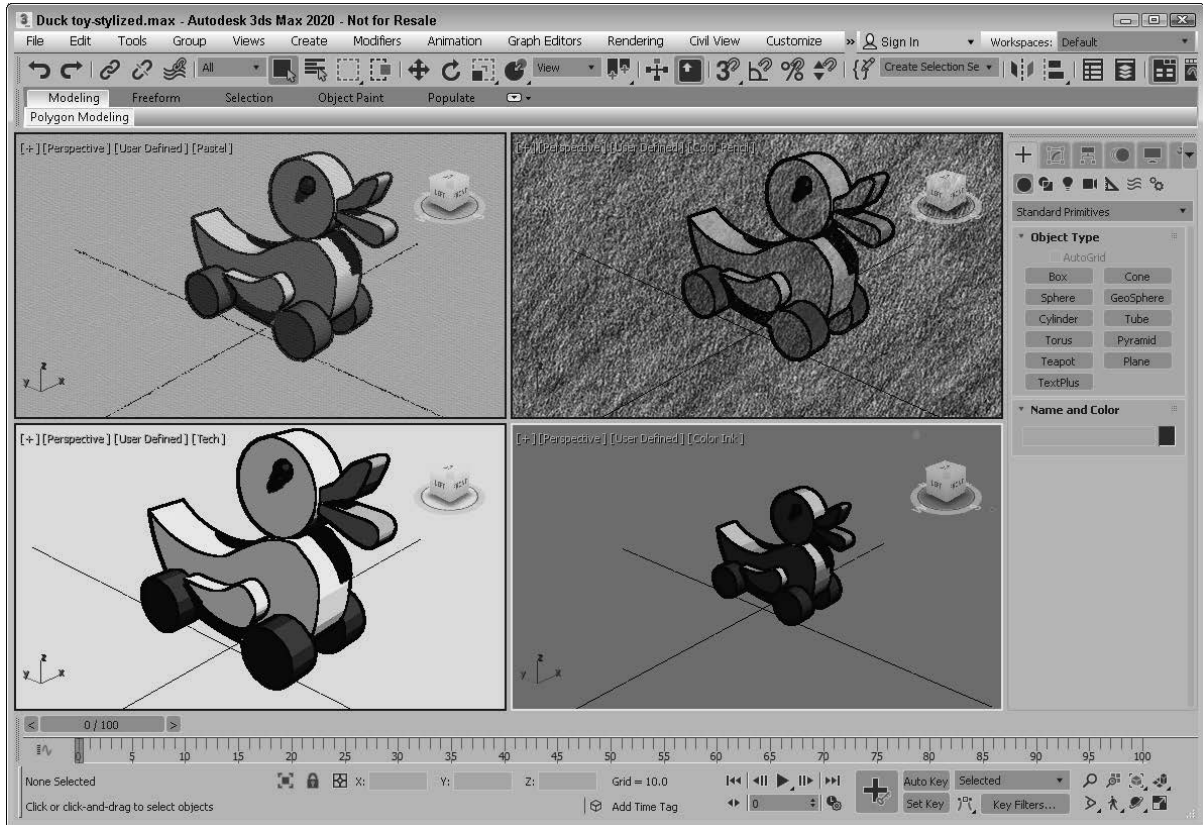 Duck toy-stylized.max - Autodesk 3ds Max 2020 - Not for Resale
File Edit Tools Group Views Create Modifiers Animation Graph Editors Rendering Civil View Customize » Sign In Workspaces: Default
All View 3 Create Selection Se
Modeling Freeform Selection Object Paint Populate
Polygon Modeling
[+] [Perspective] [User Defined] [Pastel]
[+] [Perspective] [User Defined] [Color Pencil]
LEFT
LEFT
Standard Primitives
Object Type
AutoGrid
Box Cone
Sphere GeoSphere
Cylinder Tube
Torus Pyramid
Teapot Plane
TextPlus
Name and Color
z
y x
[+] [Perspective] [User Defined] [Tech]
[+] [Perspective] [User Defined] [Color Ink]
LEFT
LEFT
z
y x
z
y x
< 0 / 100 >
0 5 10 15 20 25 30 35 40 45 50 55 60 65 70 75 80 85 90 95 100
None Selected X: Y: Z: Grid = 10.0 Auto Key Selected
Click or click-and-drag to select objects Add Time Tag 0 Set Key Key Filters...